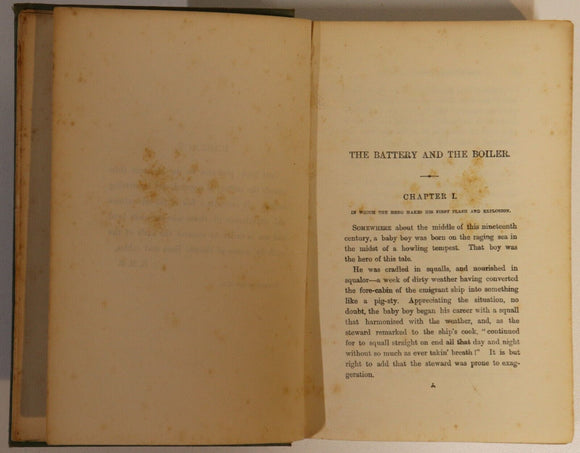 THE BATTERY AND THE BOILER.
CHAPTER I.
IN WHICH THE HERO MAKES HIS FIRST FLASH AND EXPLOSION.
SOMEWHERE about the middle of this nineteenth
century, a baby boy was born on the raging sea in
the midst of a howling tempest. That boy was
the hero of this tale.
He was cradled in squalls, and nourished in
squalor—a week of dirty weather having converted
the fore-cabin of the emigrant ship into something
like a pig-sty. Appreciating the situation, no
doubt, the baby boy began his career with a squall
that harmonized with the weather, and, as the
steward remarked to the ship's cook, "continued
for to squall straight on end all that day and night
without so much as ever takin' breath!" It is but
right to add that the steward was prone to exag-
geration.
A